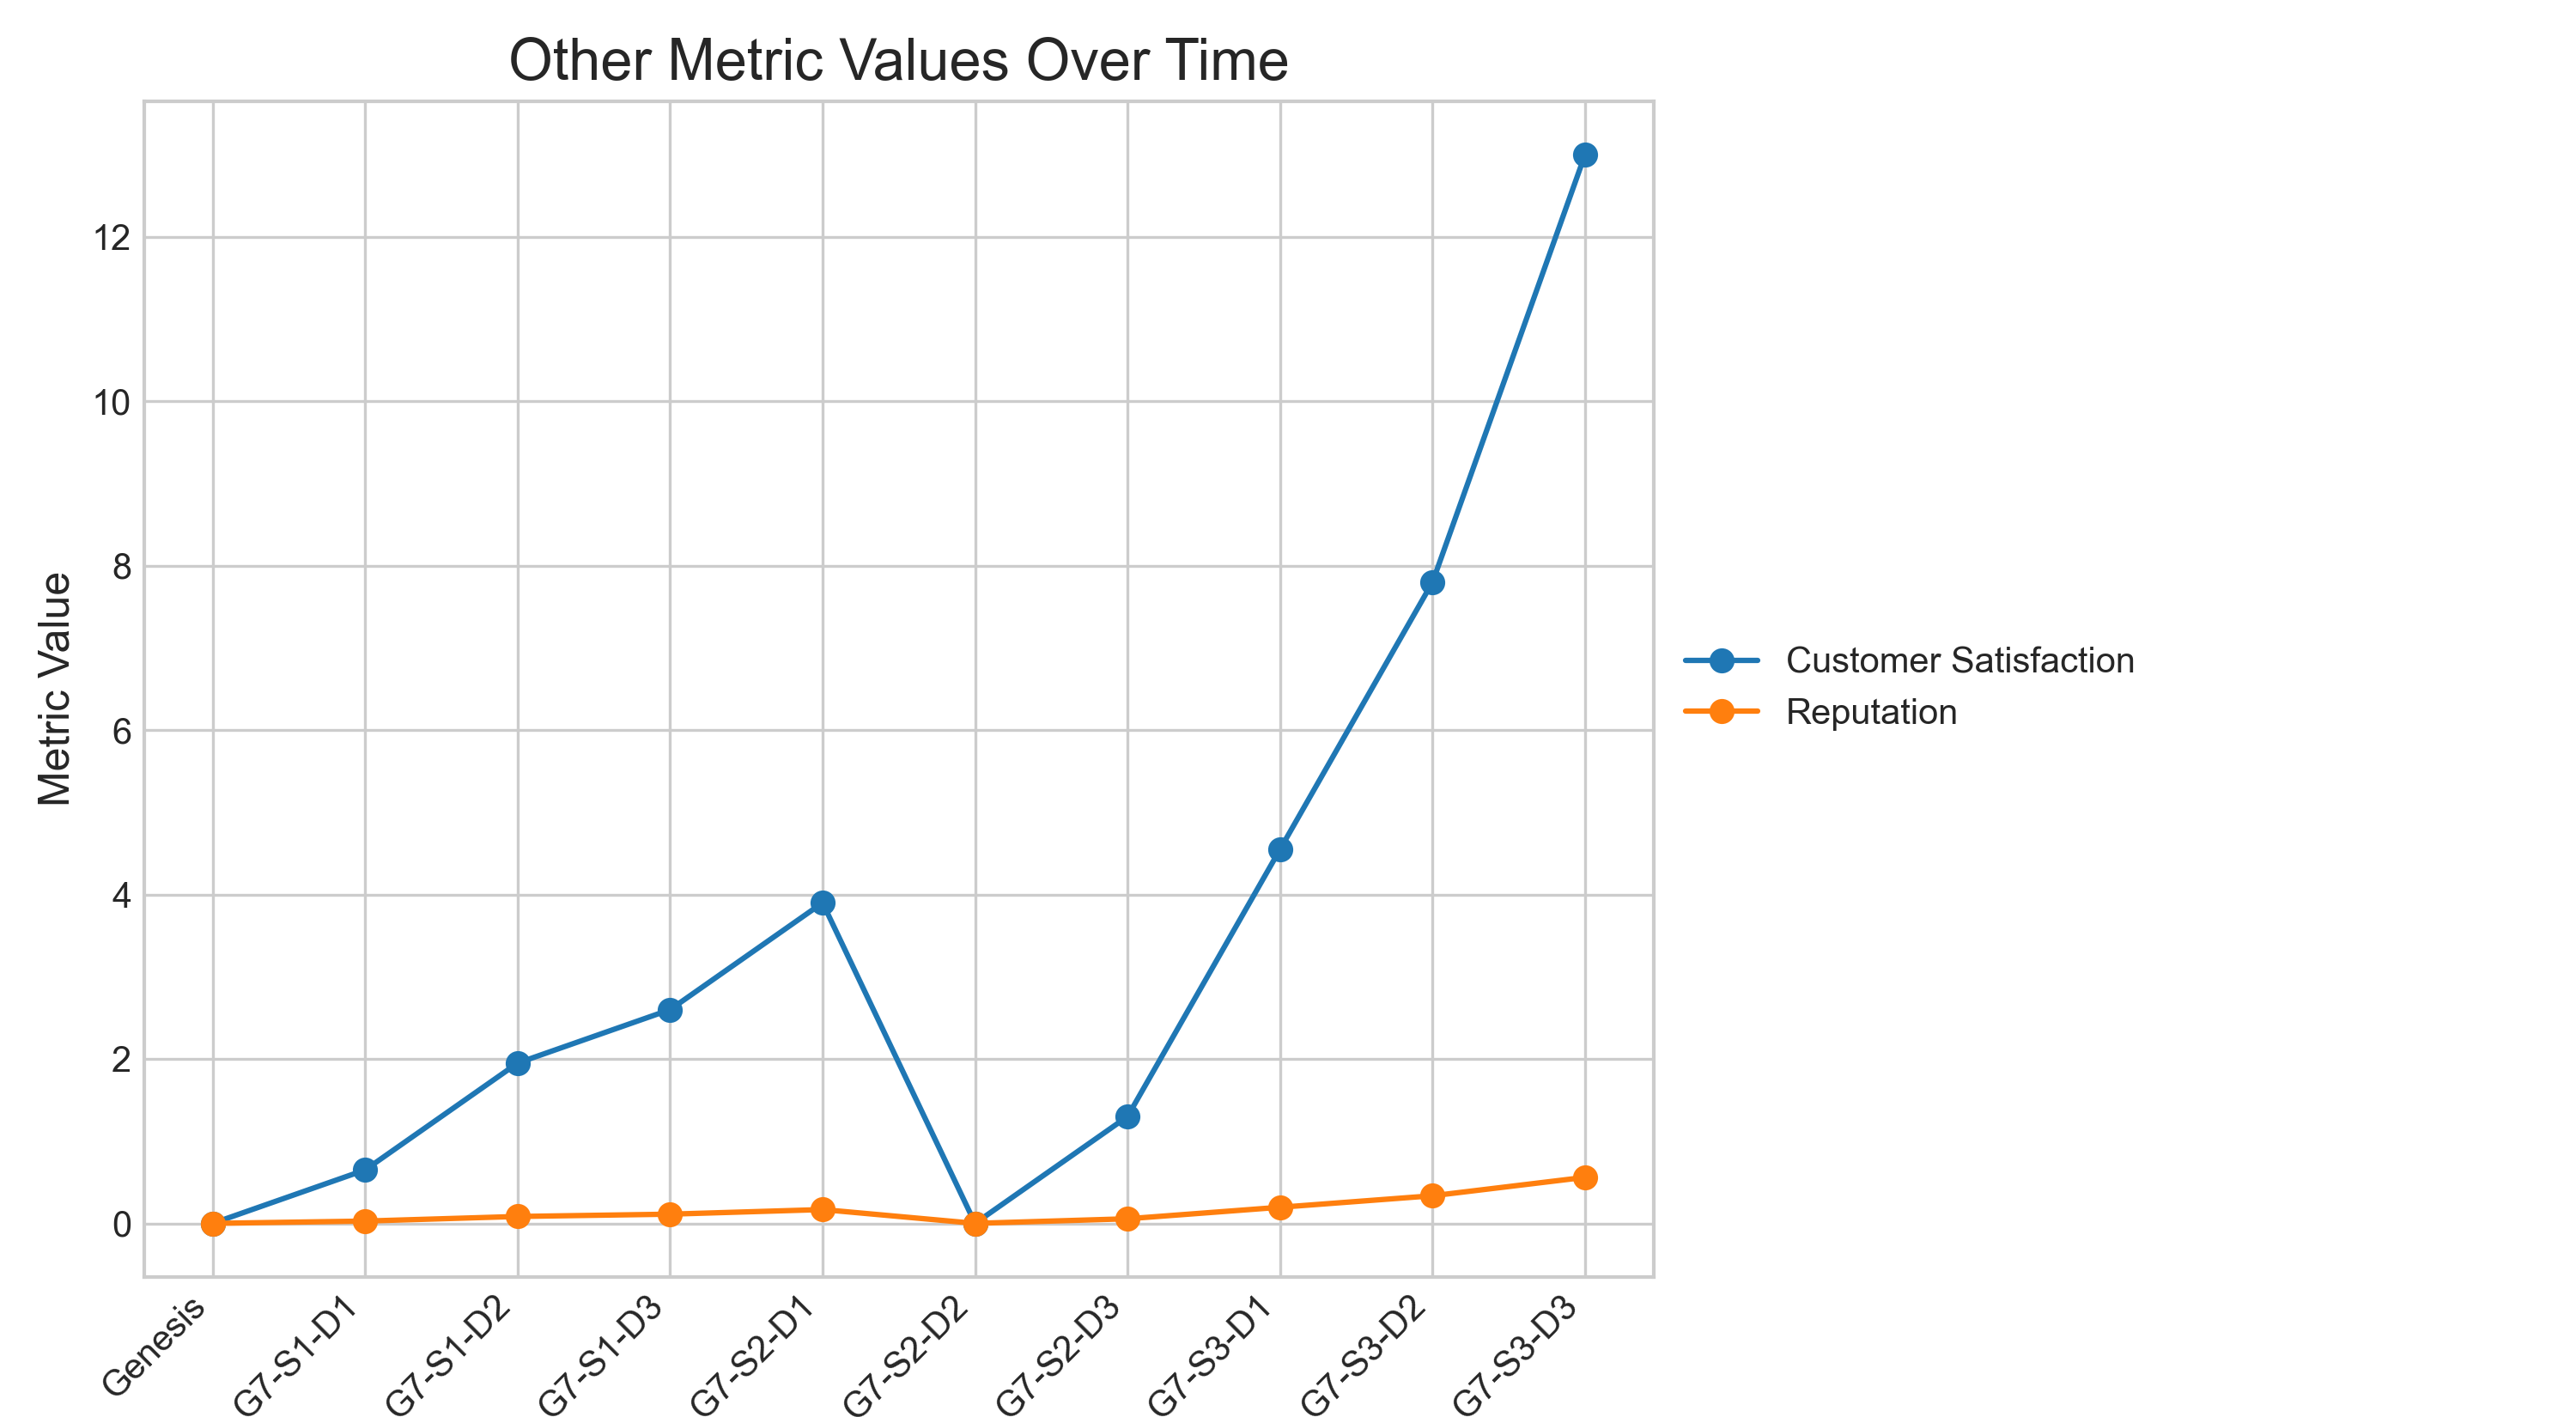 Other Metric Values Over Time
Metric Value
12
10
8
6
4
2
0
Genesis
G7-S1-D1
G7-S1-D2
G7-S1-D3
G7-S2-D1
G7-S2-D2
G7-S2-D3
G7-S3-D1
G7-S3-D2
G7-S3-D3
Customer Satisfaction
Reputation